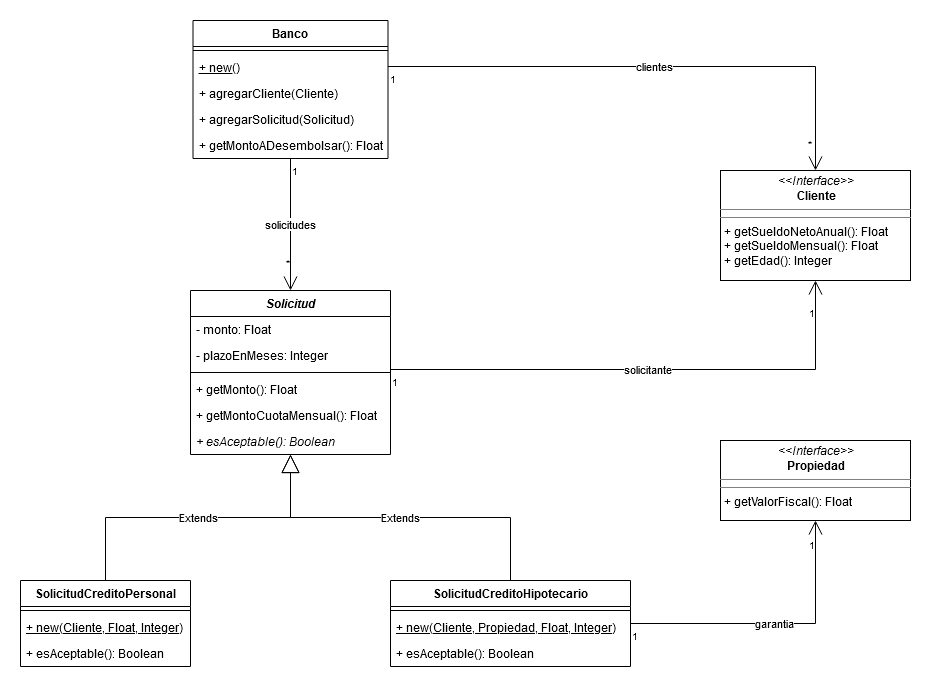 Banco
+ new()
+ agregarCliente(Cliente)
+ agregarSolicitud(Solicitud)
+ getMontoADesembolsar(): Float
1
clientes
*
1
solicitudes
*
<<Interface>>
Cliente
+ getSueldoNetoAnual(): Float
+ getSueldoMensual(): Float
+ getEdad(): Integer
Solicitud
- monto: Float
- plazoEnMeses: Integer
+ getMonto(): Float
+ getMontoCuotaMensual(): Float
+ esAceptable(): Boolean
1
solicitante
1
<<Interface>>
Propiedad
+ getValorFiscal(): Float
Extends
Extends
SolicitudCreditoPersonal
+ new(Cliente, Float, Integer)
+ esAceptable(): Boolean
SolicitudCreditoHipotecario
+ new(Cliente, Propiedad, Float, Integer)
+ esAceptable(): Boolean
1
garantia
1